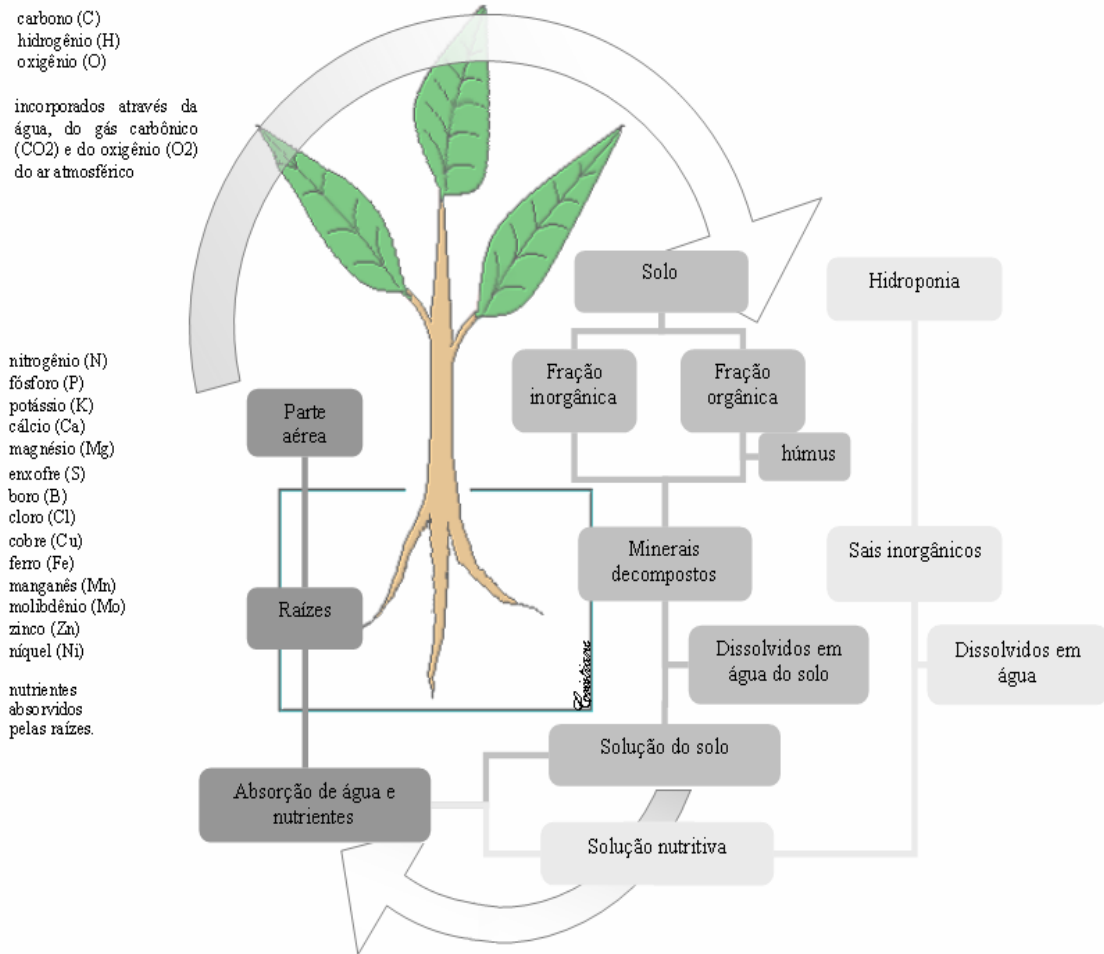 carbono (C)
hidrogênio (H)
oxigênio (O)
incorporados através da
água, do gás carbônico
(CO2) e do oxigênio (O2)
do ar atmosférico
nitrogênio (N)
fósforo (P)
potássio (K)
cálcio (Ca)
magnésio (Mg)
enxofre (S)
boro (B)
cloro (Cl)
cobre (Cu)
ferro (Fe)
manganês (Mn)
molibdênio (Mo)
zinco (Zn)
níquel (Ni)
nutrientes
absorvidos
pelas raízes.
Parte
aérea
Raízes
Absorção de água e
nutrientes
Solo
Fração
inorgânica
Fração
orgânica
húmus
Minerais
decompostos
Dissolvidos em
água do solo
Solução do solo
Solução nutritiva
Hidroponia
Sais inorgânicos
Dissolvidos em
água